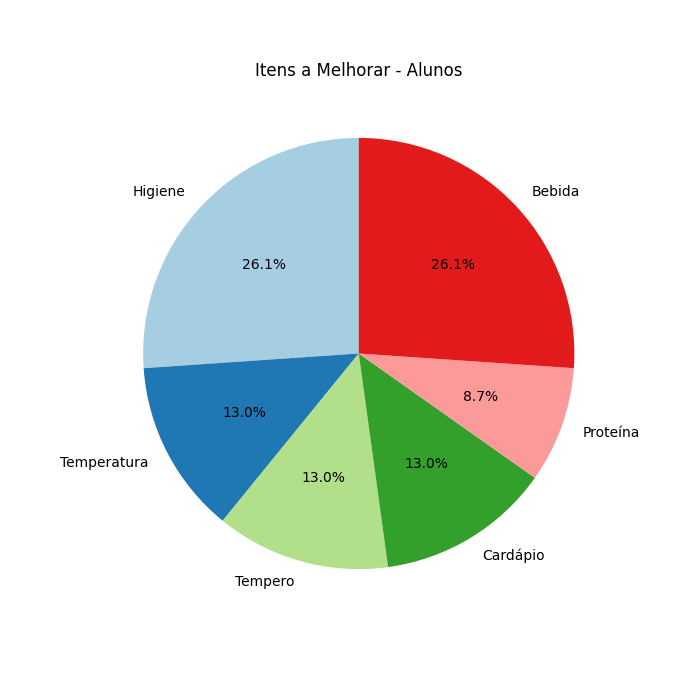 Itens a Melhorar - Alunos
Higiene
Bebida
26.1%
26.1%
8.7%
13.0%
Proteína
Temperatura
13.0%
13.0%
Cardápio
Tempero